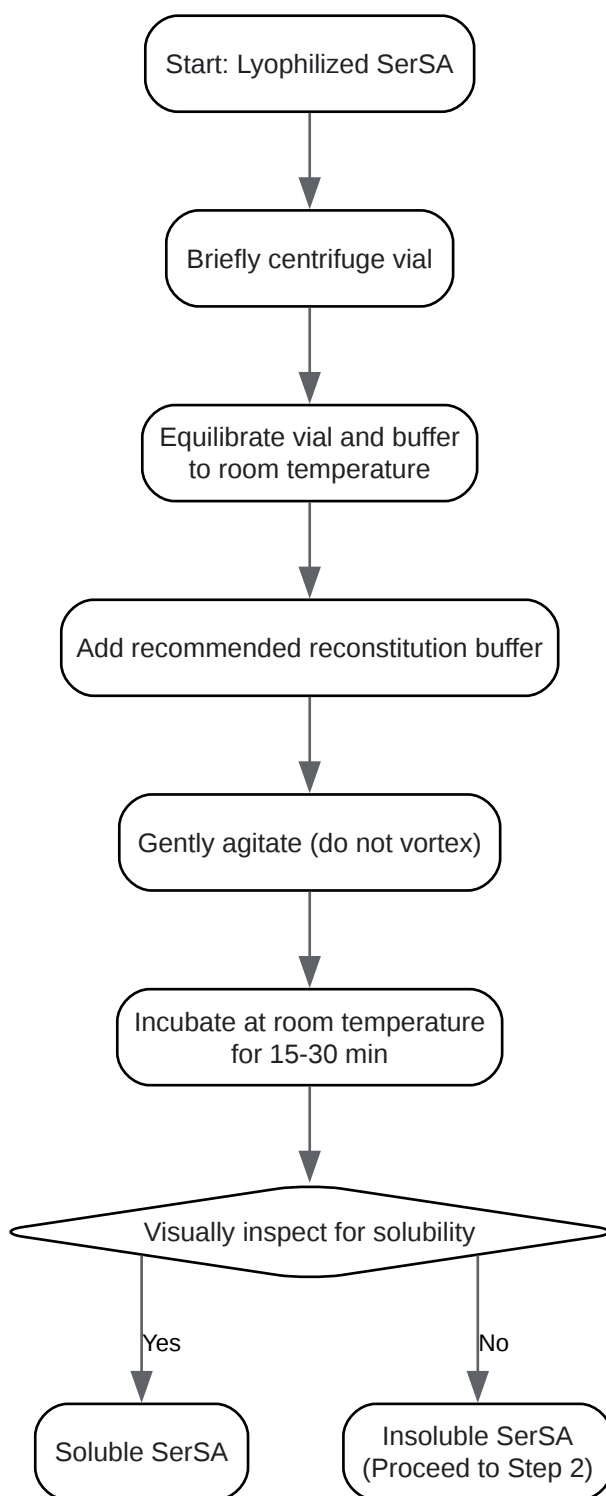 Start: Lyophilized SerSA
Briefly centrifuge vial
Equilibrate vial and buffer
to room temperature
Add recommended reconstitution buffer
Gently agitate (do not vortex)
Incubate at room temperature
for 15-30 min
Visually inspect for solubility
Yes
No
Soluble SerSA
Insoluble SerSA
(Proceed to Step 2)